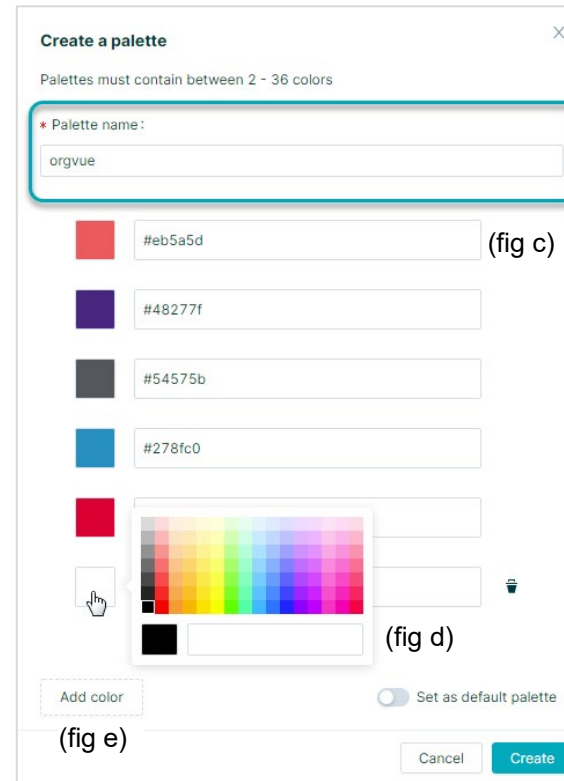 Create a palette
Palettes must contain between 2 - 36 colors
* Palette name:
orgvue
#eb5a5d
(fig c)
#48277f
#54575b
#278fc0
(fig d)
Add color
Set as default palette
(fig e)
Cancel
Create